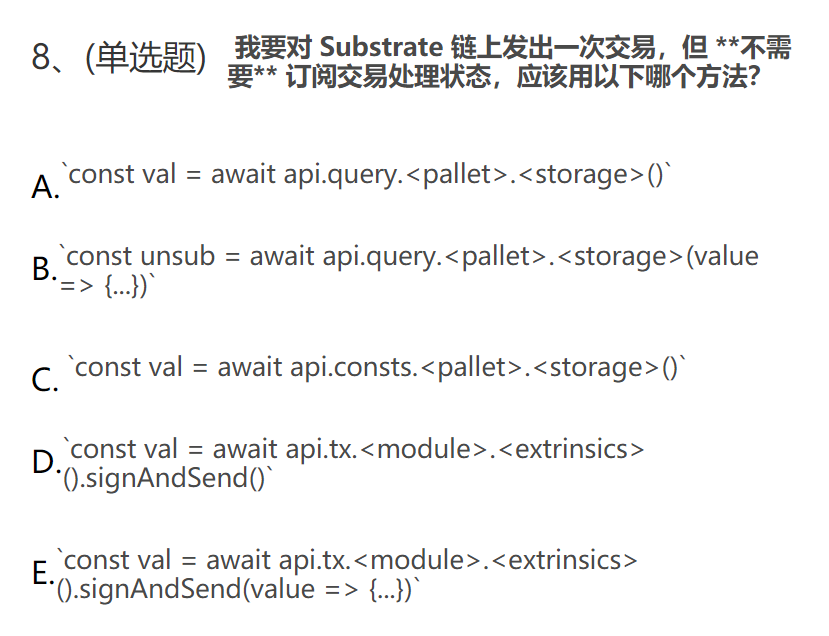 8、(单选题) 我要对 Substrate 链上发出一次交易，但 **不需
要** 订阅交易处理状态，应该用以下哪个方法？
A.`const val = await api.query.<pallet>.<storage>()`
B.`const unsub = await api.query.<pallet>.<storage>(value
=> {...})`
C. `const val = await api.consts.<pallet>.<storage>()`
D.`const val = await api.tx.<module>.<extrinsics>
().signAndSend()`
E.`const val = await api.tx.<module>.<extrinsics>
().signAndSend(value => {...})`